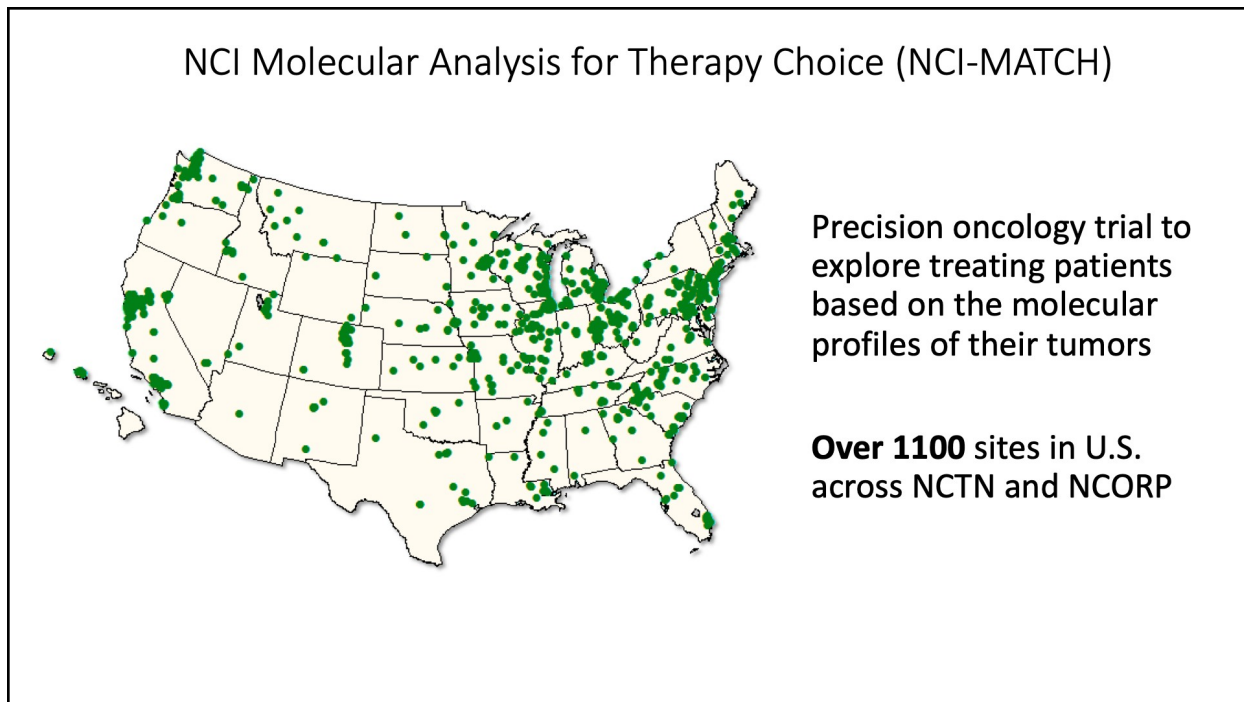 NCI Molecular Analysis for Therapy Choice (NCI-MATCH)
Precision oncology trial to
explore treating patients
based on the molecular
profiles of their tumors
Over 1100 sites in U.S.
across NCTN and NCORP